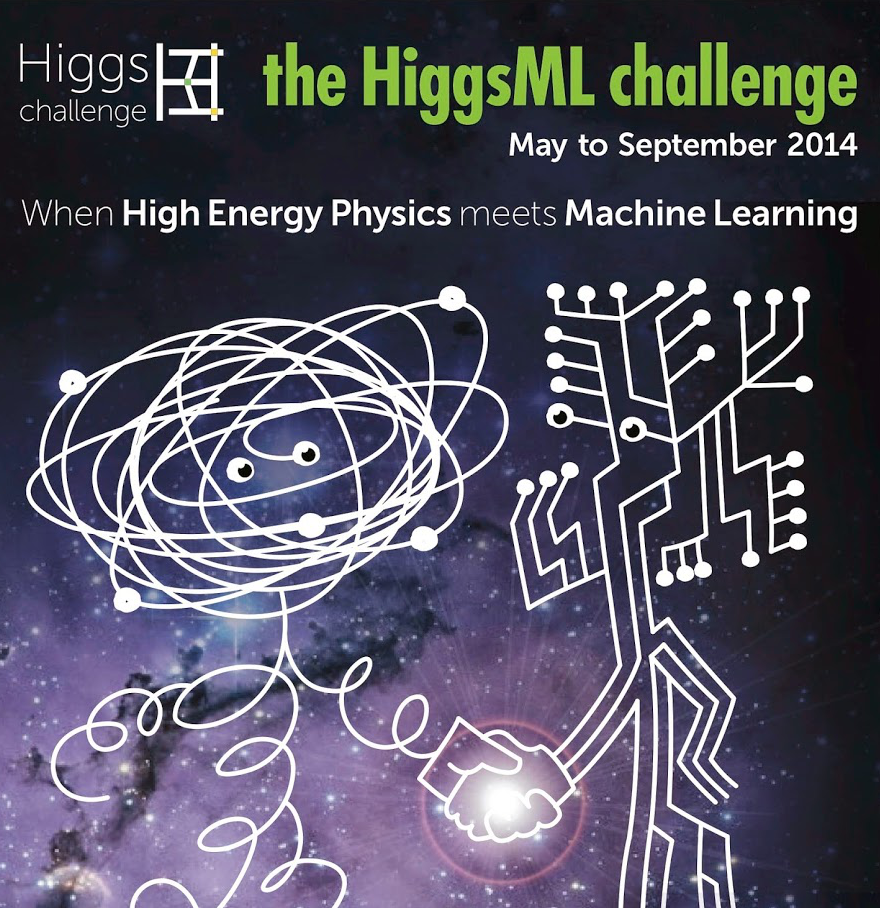 Higgs
challenge
the HiggsML challenge
May to September 2014
When High Energy Physics meets Machine Learning